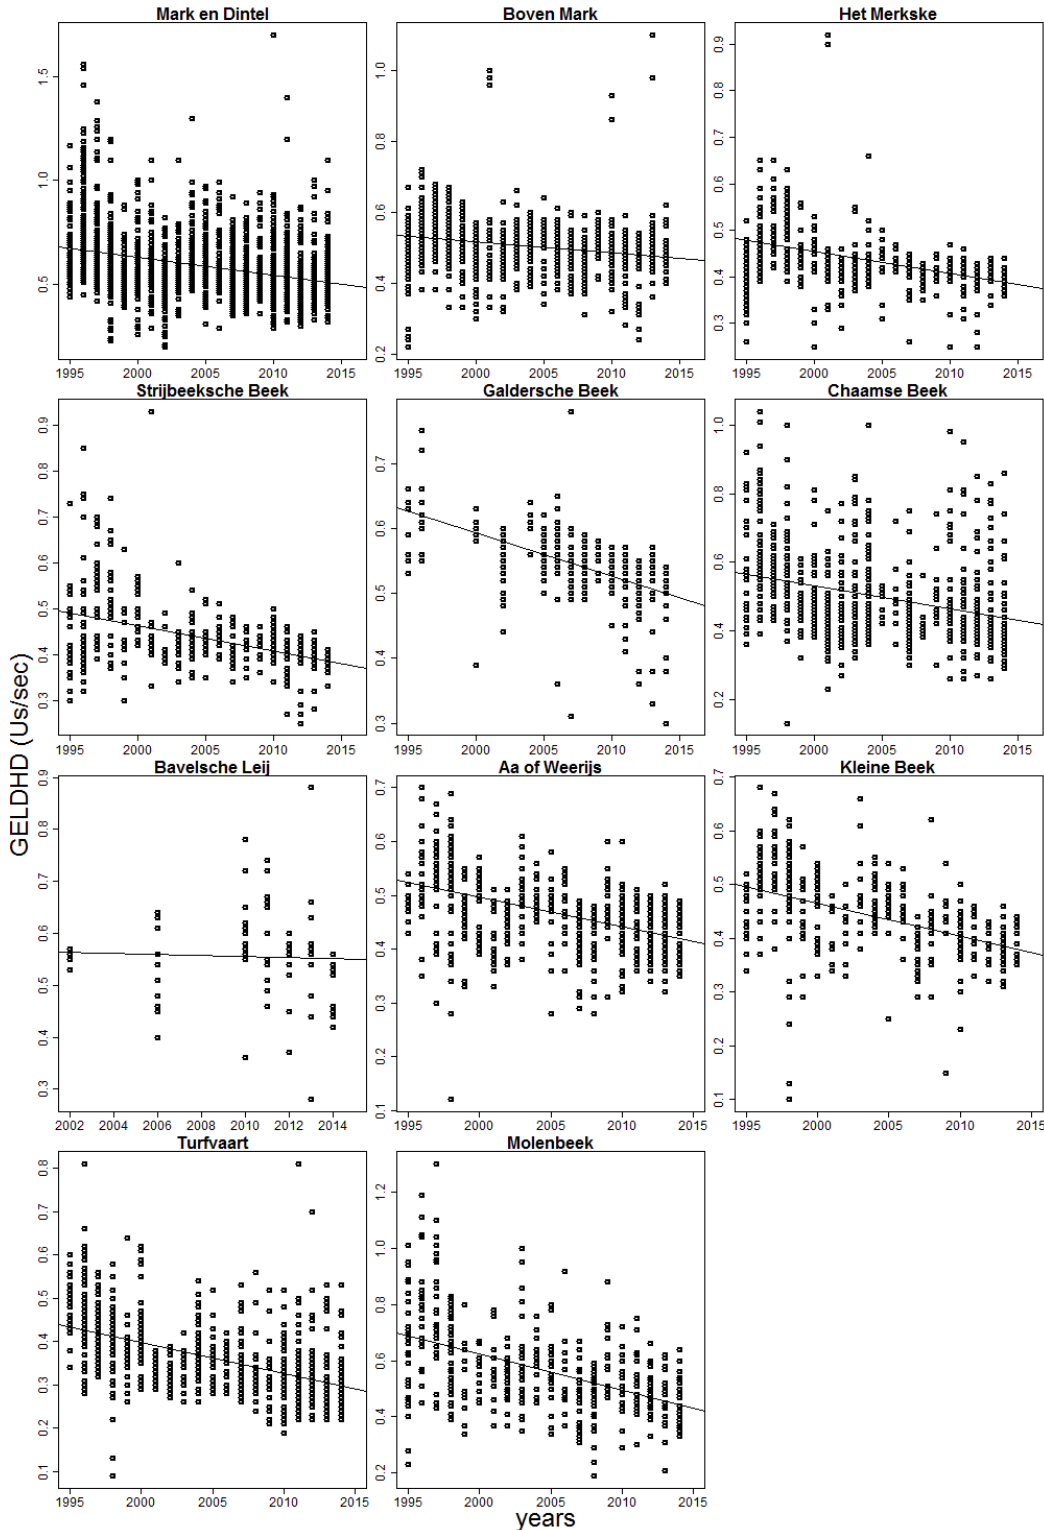 Mark en Dintel
Boven Mark
Het Merkske
0.5 1.0 1.5
0.2 0.4 0.6 0.8 1.0
0.3 0.4 0.5 0.6 0.7 0.8 0.9
1995 2000 2005 2010 2015
1995 2000 2005 2010 2015
1995 2000 2005 2010 2015
Strijbeeksche Beek
Galdersche Beek
Chaamse Beek
0.3 0.4 0.5 0.6 0.7 0.8 0.9
0.3 0.4 0.5 0.6 0.7
0.2 0.4 0.6 0.8 1.0
1995 2000 2005 2010 2015
1995 2000 2005 2010 2015
1995 2000 2005 2010 2015
GELDHD (Us/sec)
Bavelsche Leij
Aa of Weerijs
Kleine Beek
0.3 0.4 0.5 0.6 0.7 0.8 0.9
0.1 0.2 0.3 0.4 0.5 0.6 0.7
0.1 0.2 0.3 0.4 0.5 0.6 0.7
2002 2004 2006 2008 2010 2012 2014
1995 2000 2005 2010 2015
1995 2000 2005 2010 2015
Turfvaart
Molenbeek
0.1 0.2 0.3 0.4 0.5 0.6 0.7 0.8
0.2 0.4 0.6 0.8 1.0 1.2
1995 2000 2005 2010 2015
1995 2000 2005 2010 2015
years